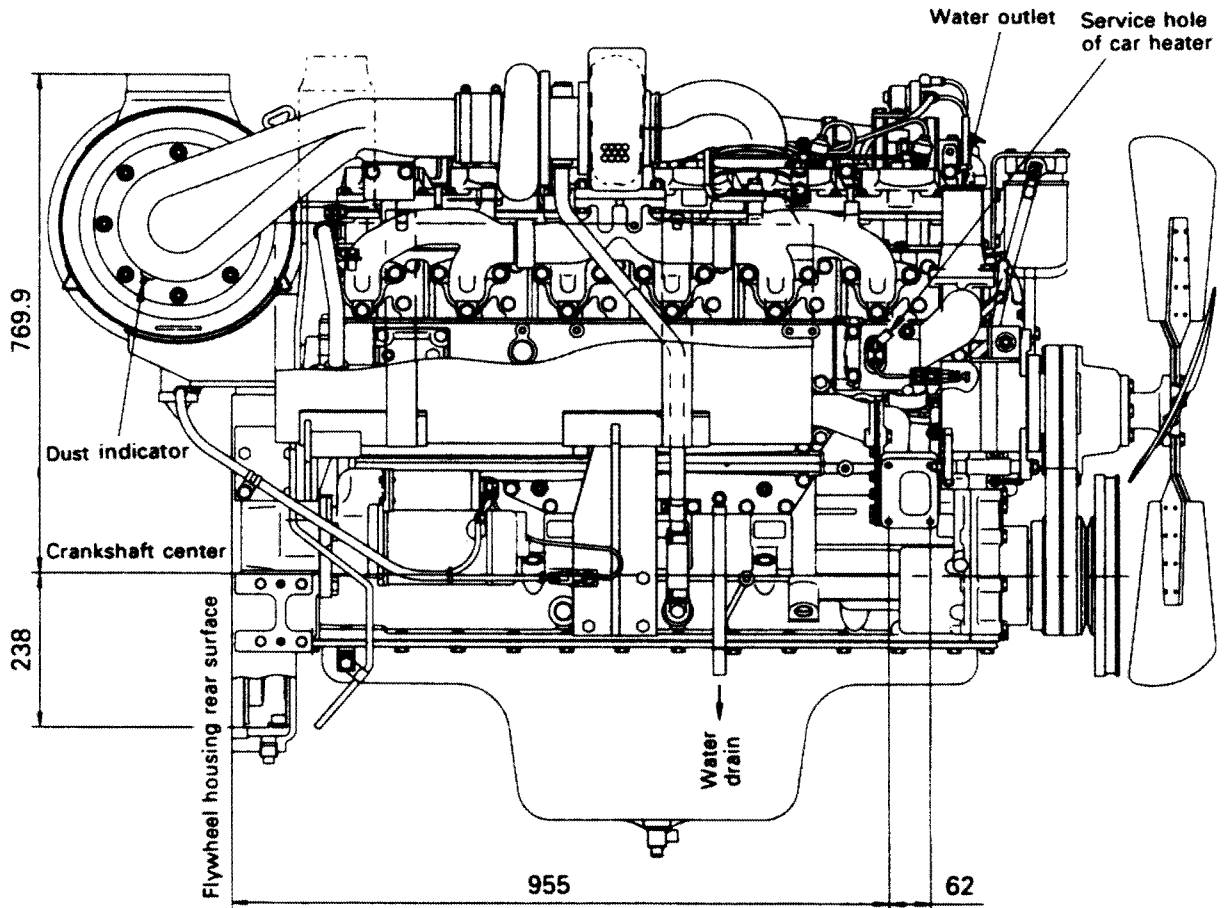 Water outlet
Service hole
of car heater
769.9
Dust indicator
Crankshaft center
238
Flywheel housing rear surface
Water
drain
955
62